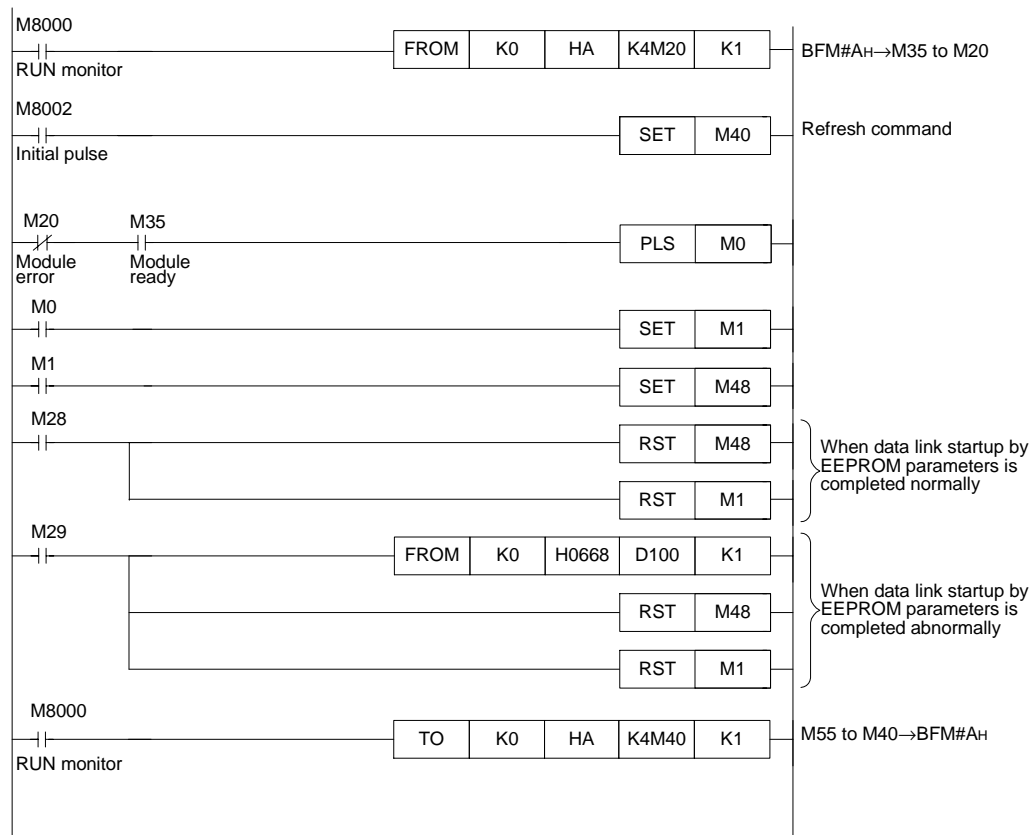 M8000
FROM K0 HA K4M20 K1
BFM#AH→M35 to M20
RUN monitor
M8002
SET M40
Refresh command
Initial pulse
M20 M35
PLS M0
Module error
Module ready
M0
SET M1
M1
SET M48
M28
RST M48
RST M1
When data link startup by
EEPROM parameters is
completed normally
M29
FROM K0 H0668 D100 K1
RST M48
RST M1
When data link startup by
EEPROM parameters is
completed abnormally
M8000
TO K0 HA K4M40 K1
M55 to M40→BFM#AH
RUN monitor